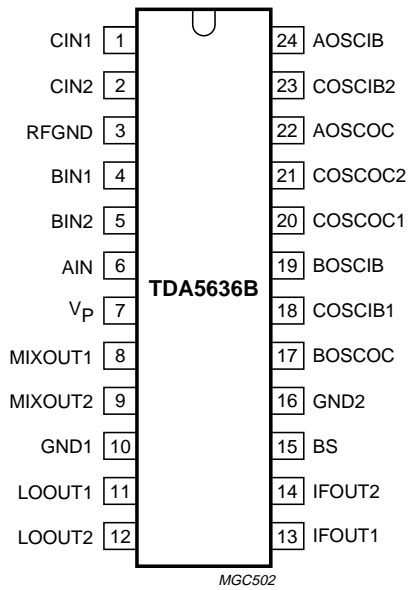 CIN1 1 24 AOSCIB
CIN2 2 23 COSCIB2
RFGND 3 22 AOSCOC
BIN1 4 21 COSCOC2
BIN2 5 20 COSCOC1
AIN 6 19 BOSCIB
TDA5636B
VP 7 18 COSCIB1
MIXOUT1 8 17 BOSCOC
MIXOUT2 9 16 GND2
GND1 10 15 BS
LOOUT1 11 14 IFOUT2
LOOUT2 12 13 IFOUT1
MGC502